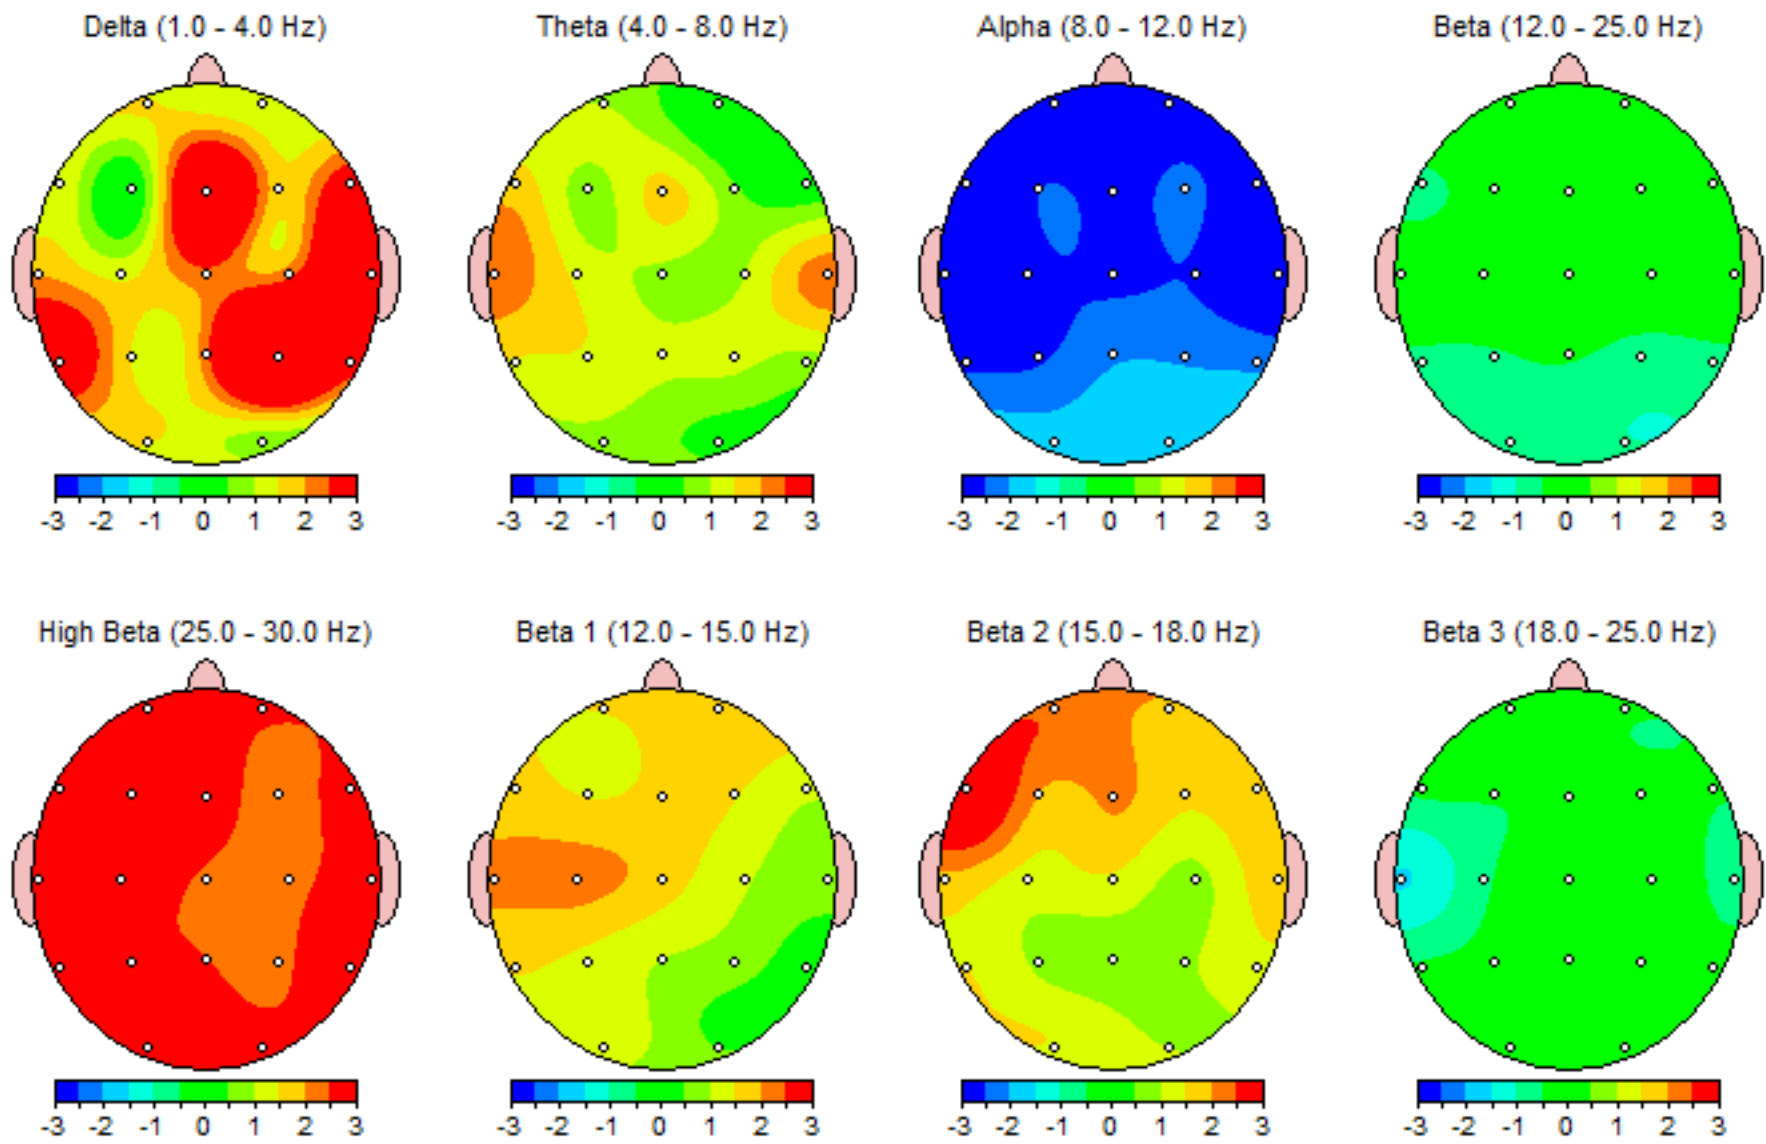 Delta (1.0 - 4.0 Hz) Theta (4.0 - 8.0 Hz) Alpha (8.0 - 12.0 Hz) Beta (12.0 - 25.0 Hz)
-3 -2 -1 0 1 2 3 -3 -2 -1 0 1 2 3 -3 -2 -1 0 1 2 3 -3 -2 -1 0 1 2 3
High Beta (25.0 - 30.0 Hz) Beta 1 (12.0 - 15.0 Hz) Beta 2 (15.0 - 18.0 Hz) Beta 3 (18.0 - 25.0 Hz)
-3 -2 -1 0 1 2 3 -3 -2 -1 0 1 2 3 -3 -2 -1 0 1 2 3 -3 -2 -1 0 1 2 3